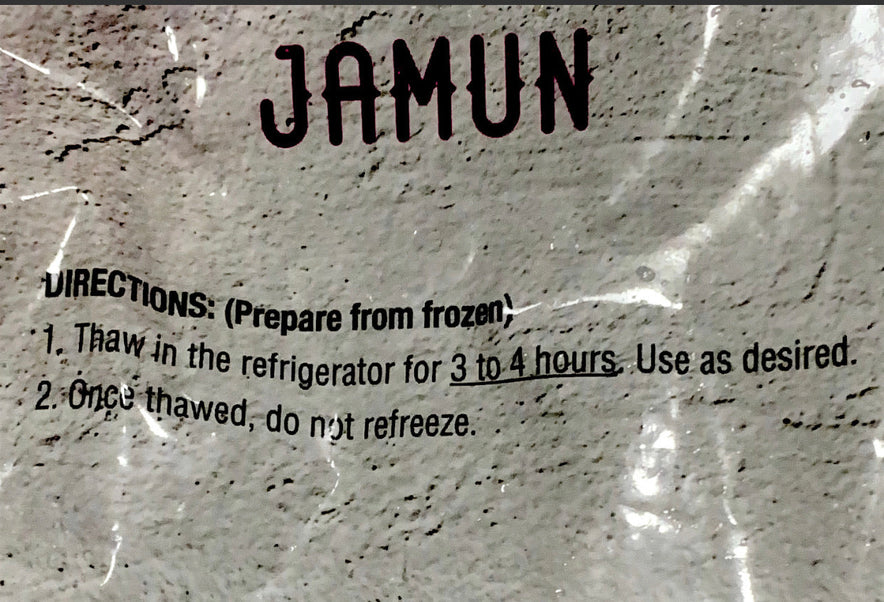 JAMUN
DIRECTIONS: (Prepare from frozen)
1. Thaw in the refrigerator for 3 to 4 hours. Use as desired.
2. Once thawed, do not refreeze.